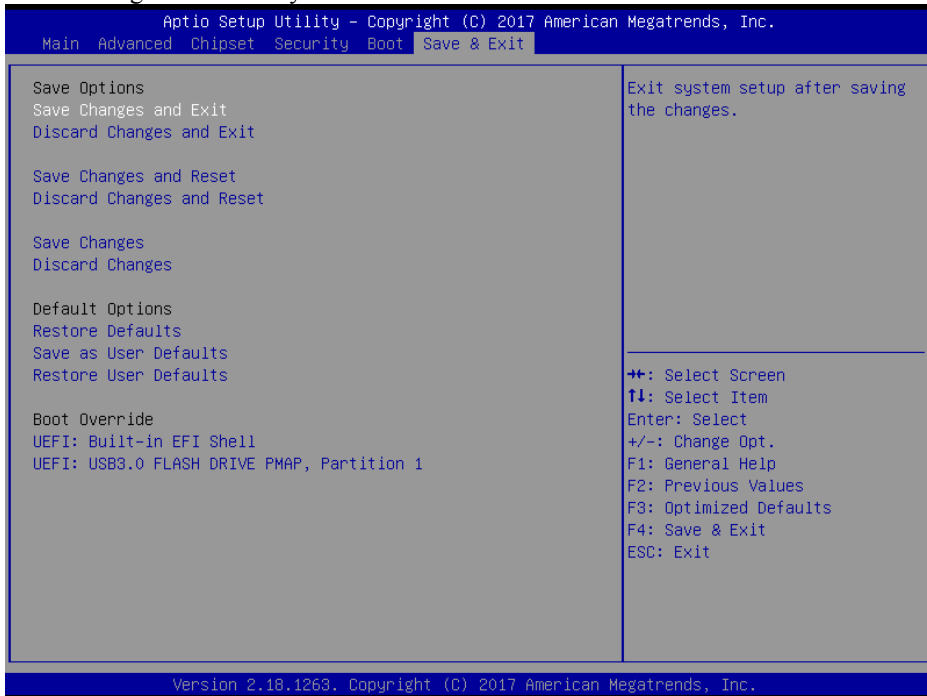 Aptio Setup Utility – Copyright (C) 2017 American Megatrends, Inc.
Main Advanced Chipset Security Boot Save & Exit
Save Options
Save Changes and Exit
Discard Changes and Exit
Save Changes and Reset
Discard Changes and Reset
Save Changes
Discard Changes
Default Options
Restore Defaults
Save as User Defaults
Restore User Defaults
Boot Override
UEFI: Built-in EFI Shell
UEFI: USB3.0 FLASH DRIVE PMAP, Partition 1
Exit system setup after saving
the changes.
→←: Select Screen
↑↓: Select Item
Enter: Select
+/-: Change Opt.
F1: General Help
F2: Previous Values
F3: Optimized Defaults
F4: Save & Exit
ESC: Exit
Version 2.18.1263. Copyright (C) 2017 American Megatrends, Inc.